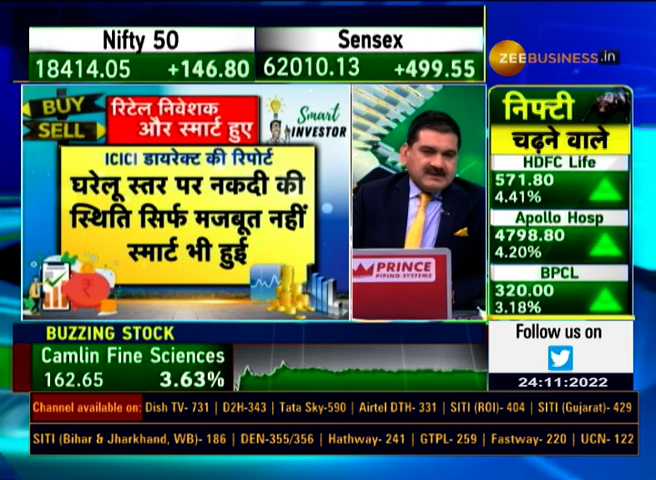 Nifty 50
Sensex
18414.05 +146.80
62010.13 +499.55
ZEEBUSINESS.in
BUY
SELL
रिटेल निवेशक
और स्मार्ट हुए
Smart
INVESTOR
ICICI डायरेक्ट की रिपोर्ट
घरेलू स्तर पर नकदी की
स्थिति सिर्फ मजबूत नहीं
स्मार्ट भी हुई
PRINCE
PIPING SYSTEMS
निफ्टी
चढ़ने वाले
HDFC Life
571.80
4.41%
Apollo Hosp
4798.80
4.20%
BPCL
320.00
3.18%
BUZZING STOCK
Camlin Fine Sciences
162.65 3.63%
Follow us on
24:11:2022
Channel available on: Dish TV- 731 | D2H-343 | Tata Sky-590 | Airtel DTH- 331 | SITI (ROI)- 404 | SITI (Gujarat)- 429
SITI (Bihar & Jharkhand, WB)- 186 | DEN-355/356 | Hathway- 241 | GTPL- 259 | Fastway- 220 | UCN- 122